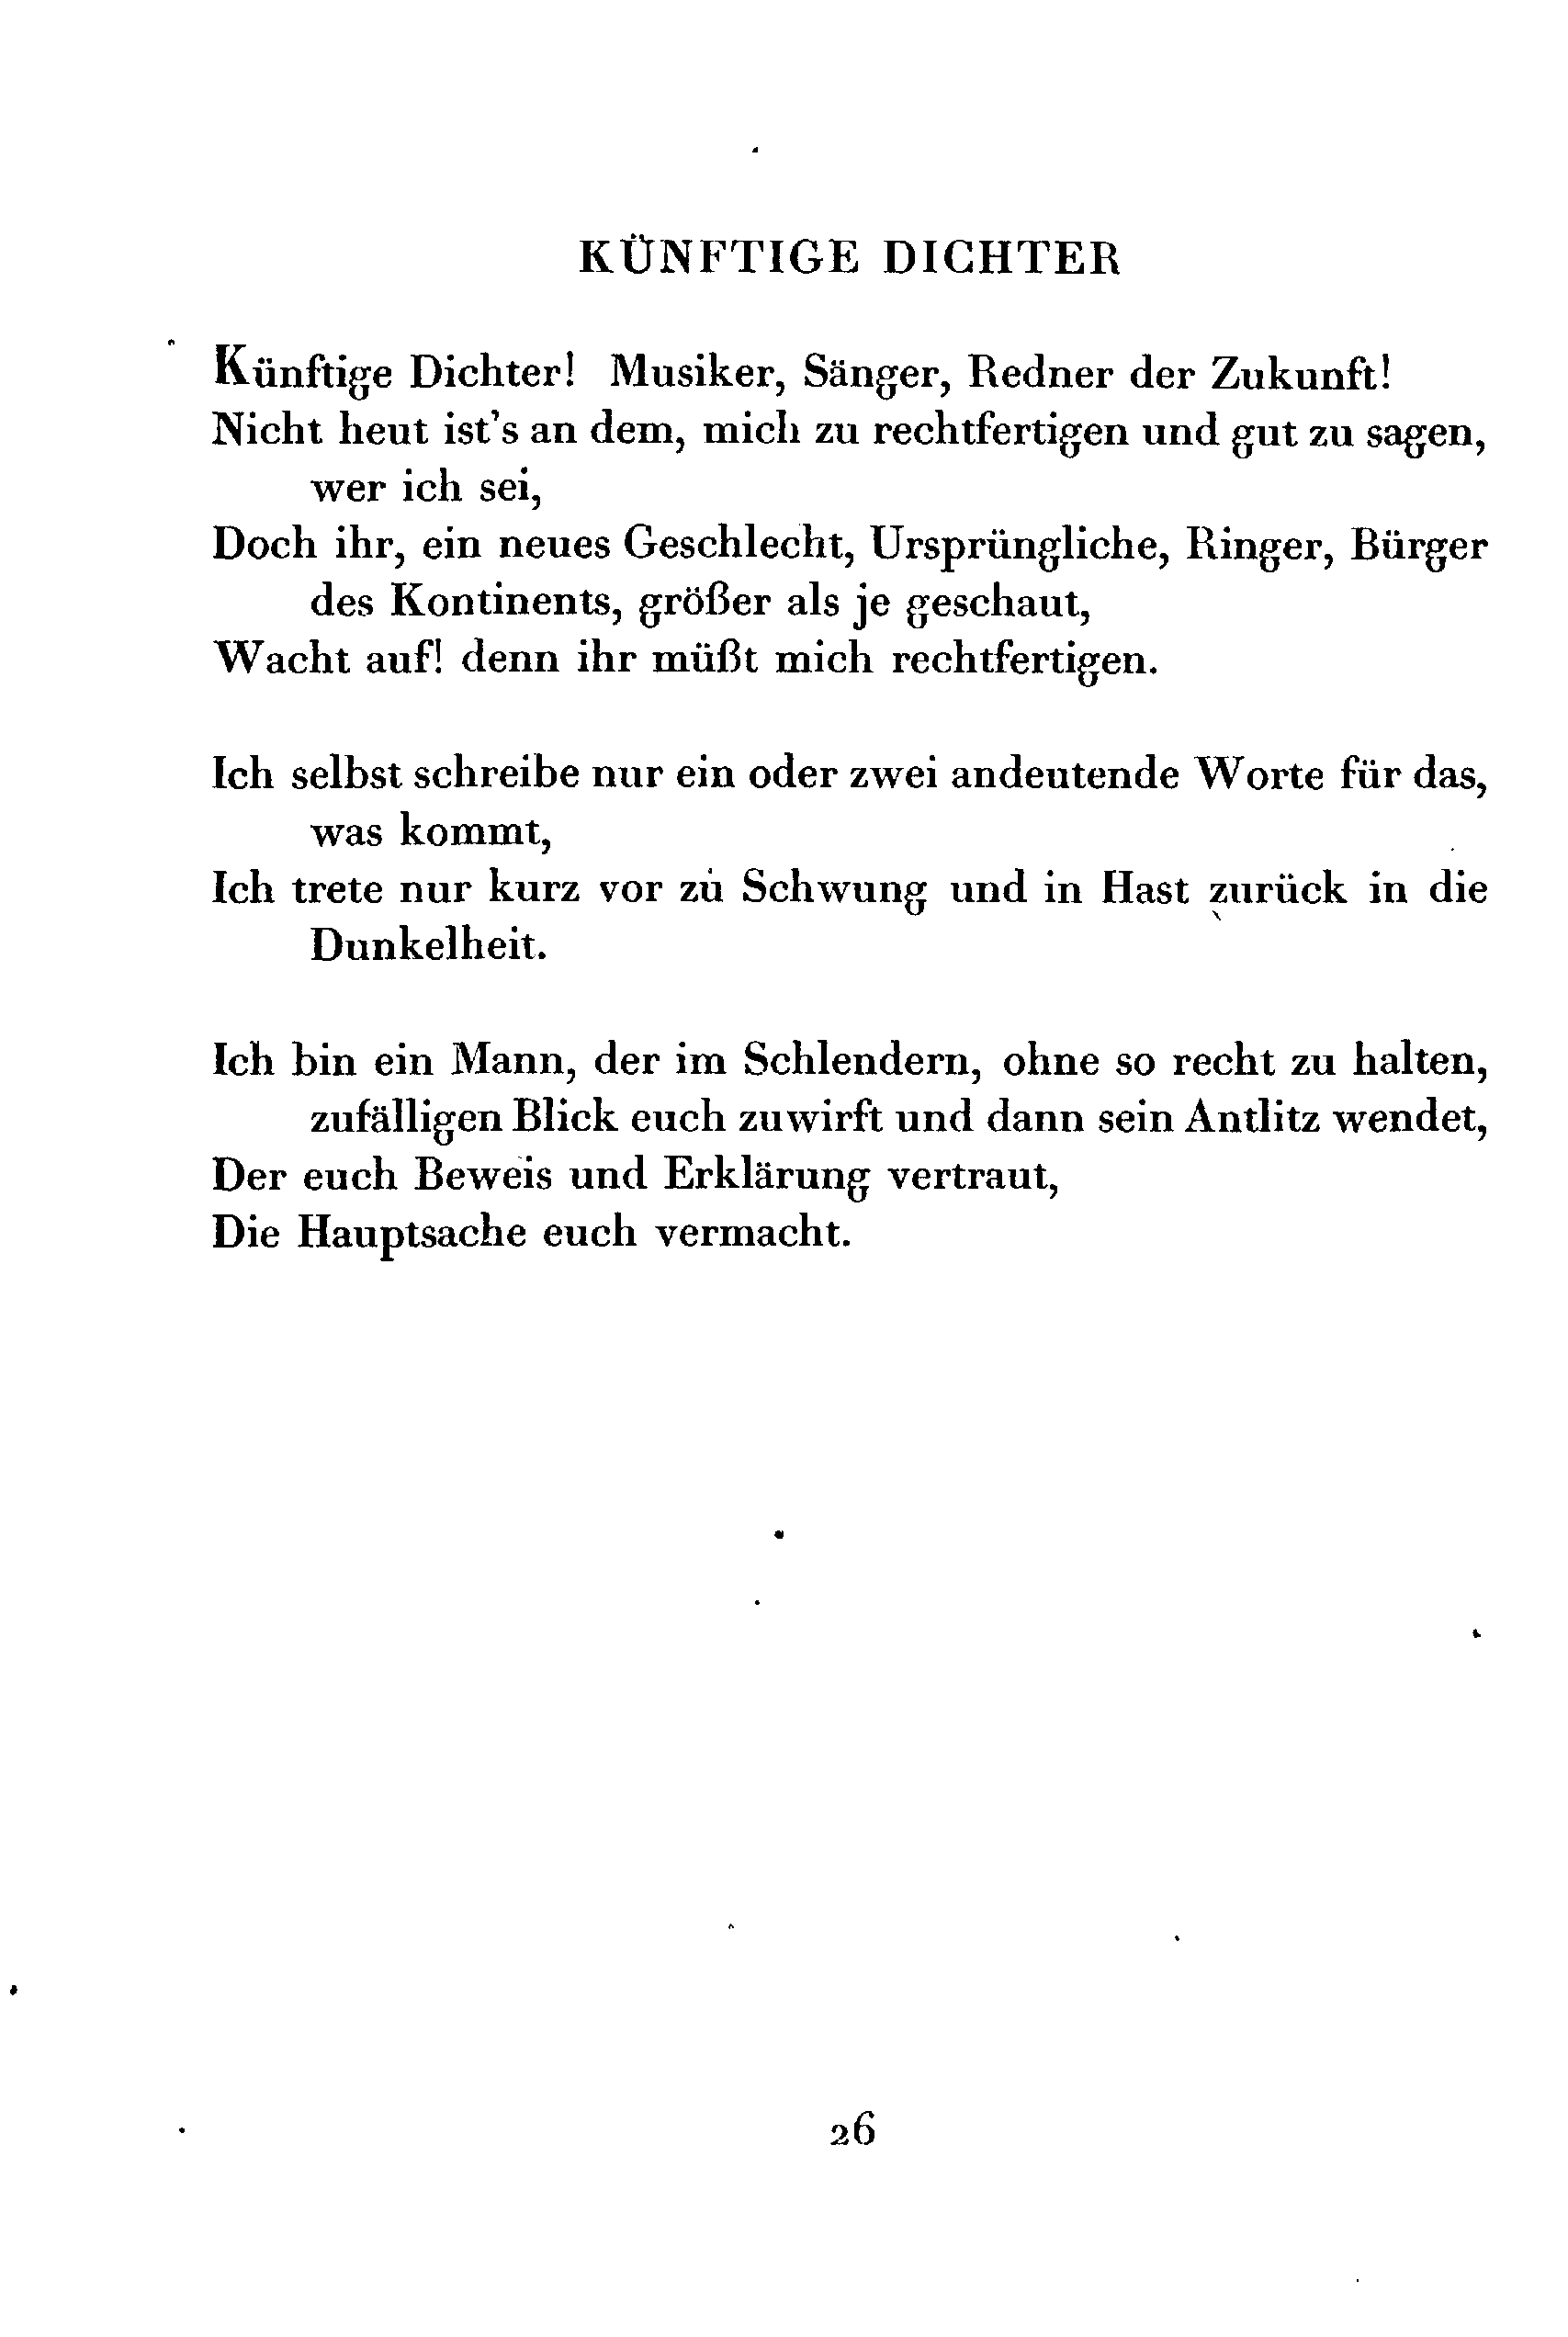 KÜNFTIGE DICHTER
Künftige Dichter! Musiker, Sänger, Redner der Zukunft!
Nicht heut ist's an dem, mich zu rechtfertigen und gut zu sagen,
wer ich sei,
Doch ihr, ein neues Geschlecht, Ursprüngliche, Ringer, Bürger
des Kontinents, größer als je geschaut,
Wacht auf! denn ihr müßt mich rechtfertigen.
Ich selbst schreibe nur ein oder zwei andeutende Worte für das,
was kommt,
Ich trete nur kurz vor zu Schwung und in Hast zurück in die
Dunkelheit.
Ich bin ein Mann, der im Schlendern, ohne so recht zu halten,
zufälligen Blick euch zuwirft und dann sein Antlitz wendet,
Der euch Beweis und Erklärung vertraut,
Die Hauptsache euch vermacht.
26